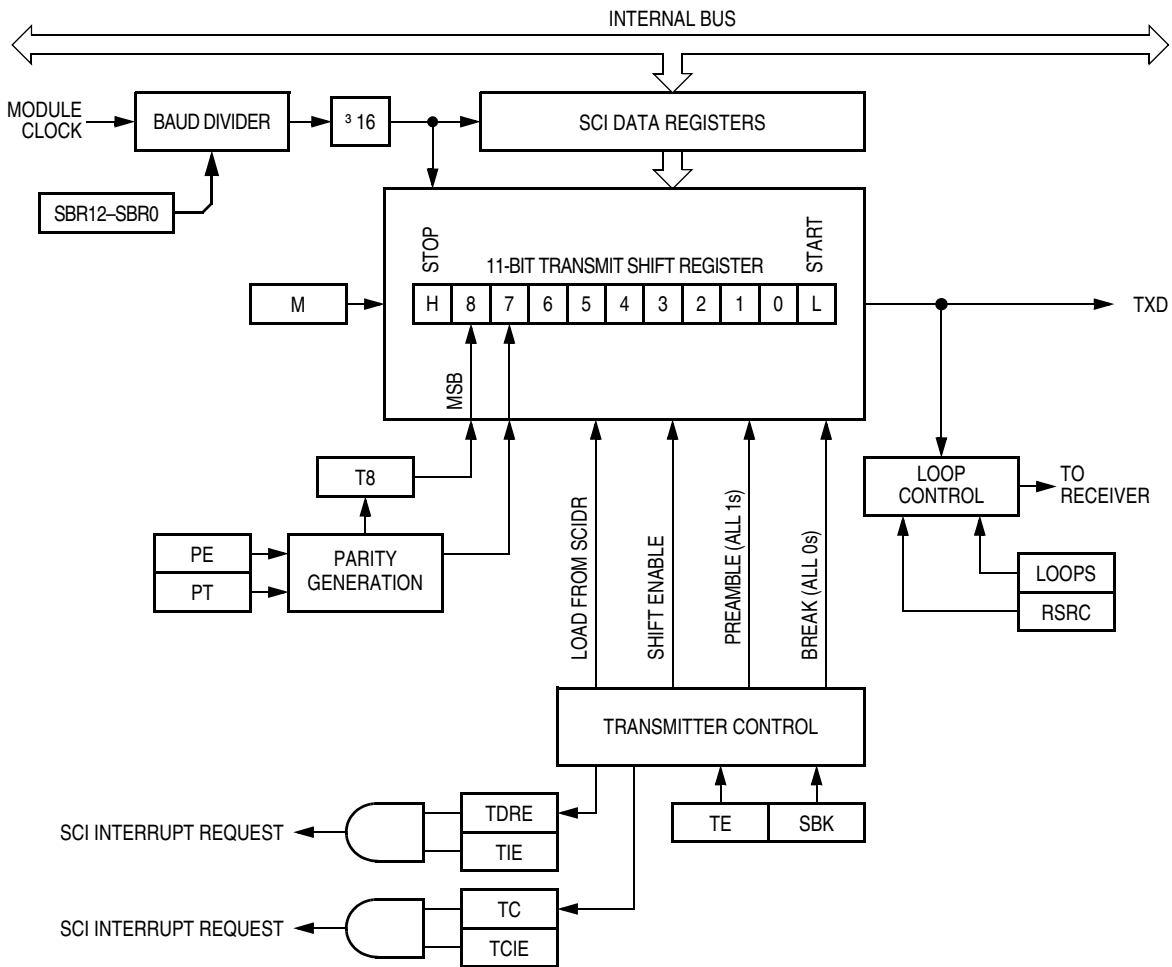 INTERNAL BUS
MODULE
CLOCK
BAUD DIVIDER
³ 16
SCI DATA REGISTERS
SBR12–SBR0
STOP
11-BIT TRANSMIT SHIFT REGISTER
START
M
H 8 7 6 5 4 3 2 1 0 L
TXD
MSB
T8
LOOP
CONTROL
TO
RECEIVER
PE
PT
PARITY
GENERATION
LOAD FROM SCIDR
SHIFT ENABLE
PREAMBLE (ALL 1s)
BREAK (ALL 0s)
LOOPS
RSRC
TRANSMITTER CONTROL
TDRE
TIE
SCI INTERRUPT REQUEST
TE
SBK
TC
TCIE
SCI INTERRUPT REQUEST